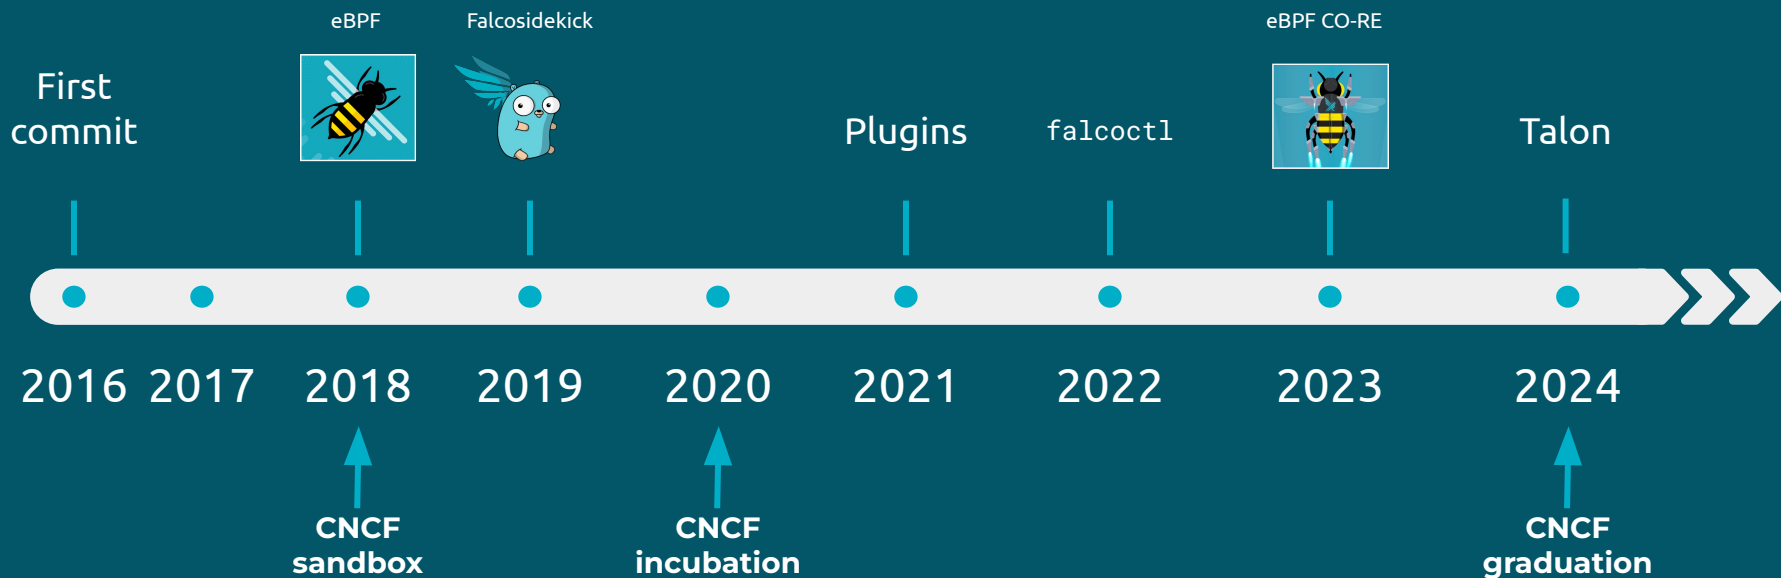 eBPF
Falcosidekick
eBPF CO-RE
First
commit
Plugins
falcoctl
Talon
2016
2017
2018
2019
2020
2021
2022
2023
2024
CNCF
sandbox
CNCF
incubation
CNCF
graduation